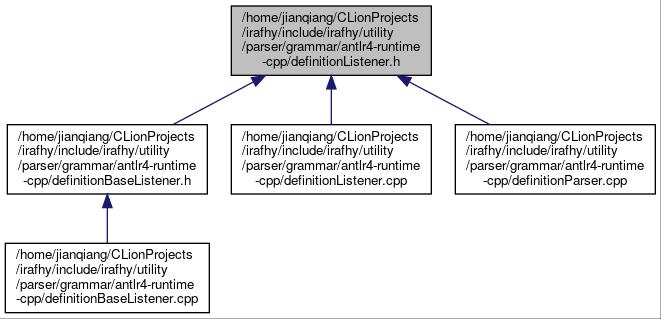 /home/jianqiang/CLionProjects
/irafhy/include/irafhy/utility
/parser/grammar/antlr4-runtime
-cpp/definitionListener.h
/home/jianqiang/CLionProjects
/irafhy/include/irafhy/utility
/parser/grammar/antlr4-runtime
-cpp/definitionBaseListener.h
/home/jianqiang/CLionProjects
/irafhy/include/irafhy/utility
/parser/grammar/antlr4-runtime
-cpp/definitionListener.cpp
/home/jianqiang/CLionProjects
/irafhy/include/irafhy/utility
/parser/grammar/antlr4-runtime
-cpp/definitionParser.cpp
/home/jianqiang/CLionProjects
/irafhy/include/irafhy/utility
/parser/grammar/antlr4-runtime
-cpp/definitionBaseListener.cpp